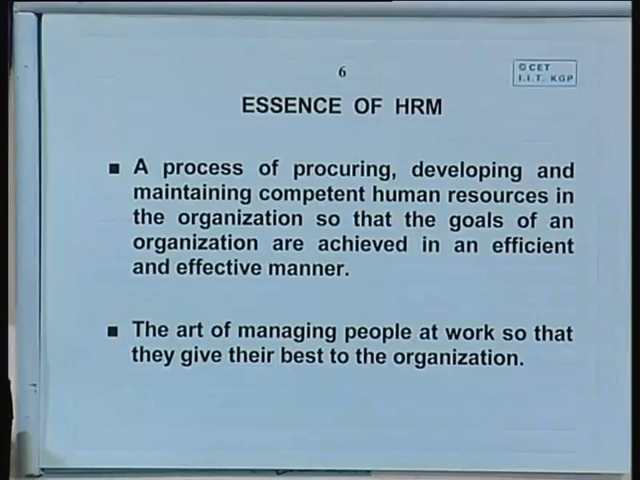 6
© CET
I.I.T. KGP
ESSENCE OF HRM
■ A process of procuring, developing and
maintaining competent human resources in
the organization so that the goals of an
organization are achieved in an efficient
and effective manner.
■ The art of managing people at work so that
they give their best to the organization.